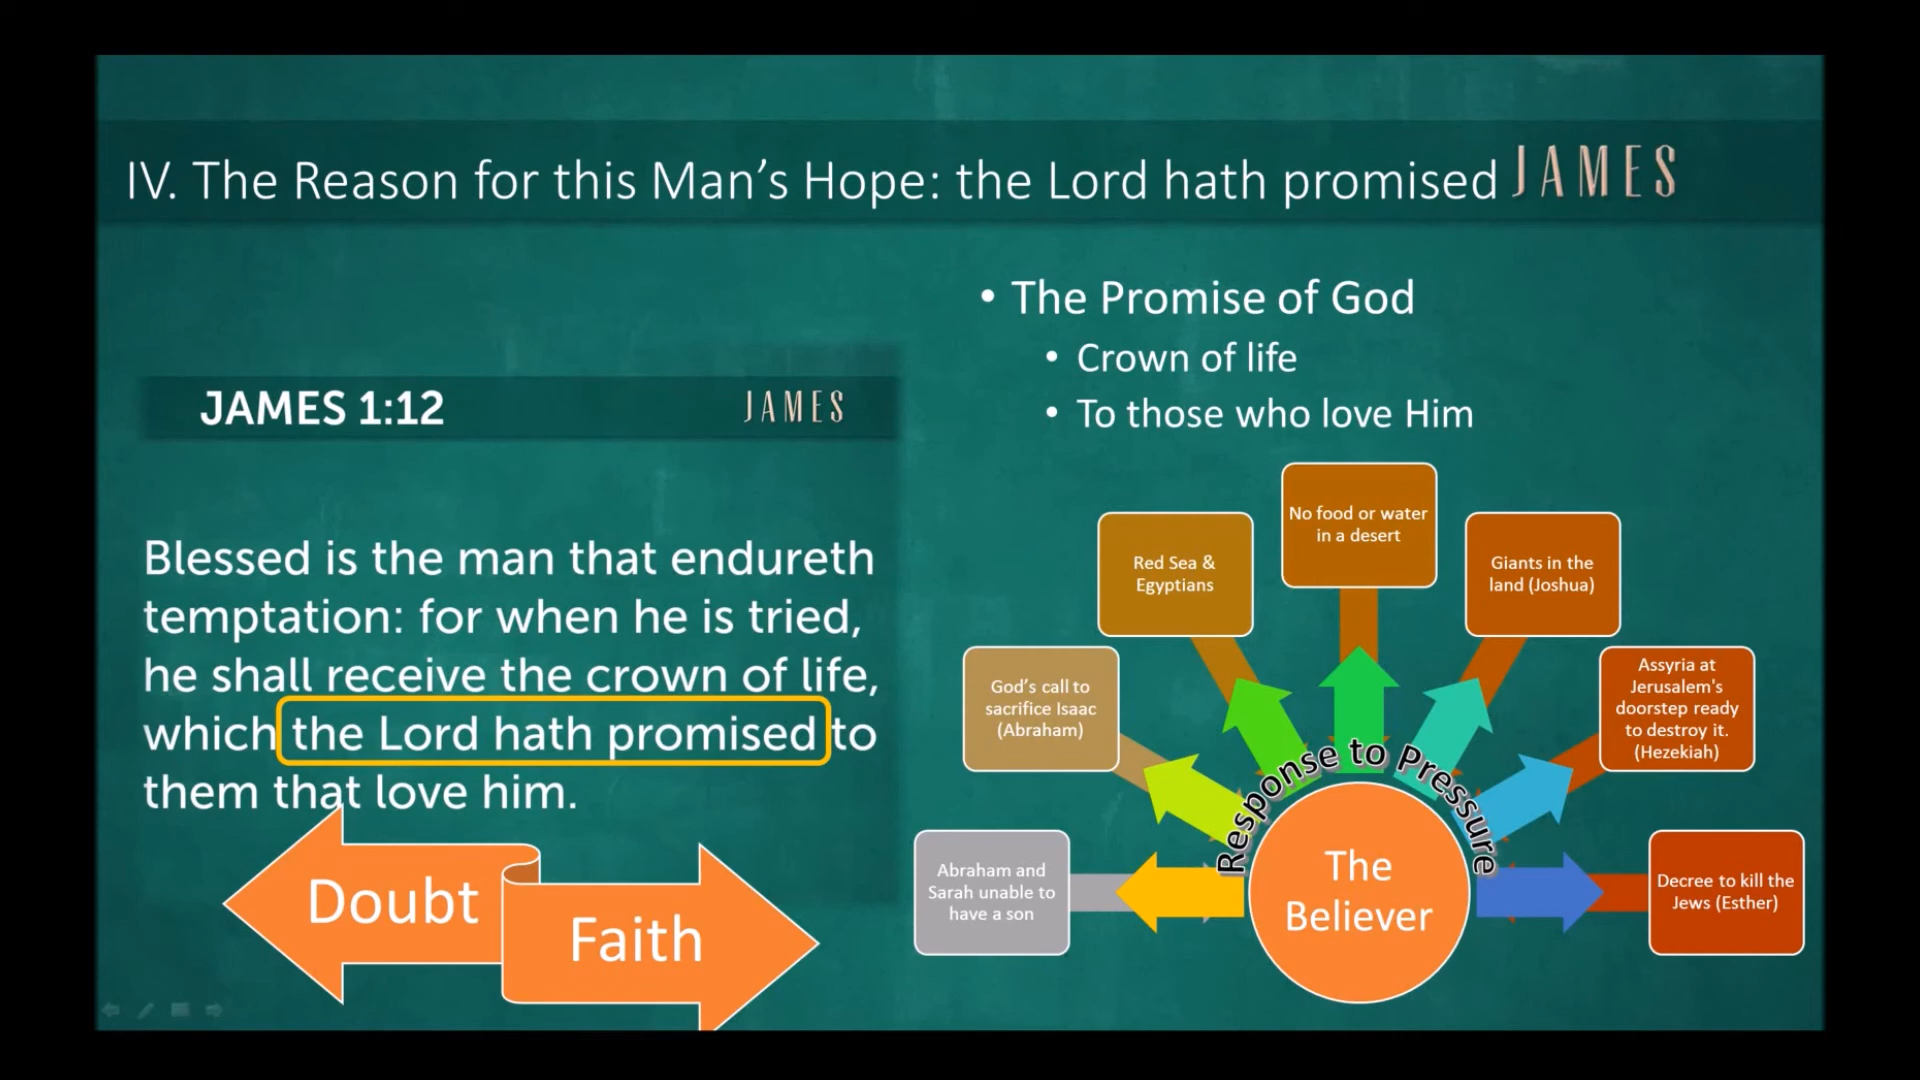 IV. The Reason for this Man's Hope: the Lord hath promised JAMES
JAMES 1:12 JAMES
Blessed is the man that endureth
temptation: for when he is tried,
he shall receive the crown of life,
which the Lord hath promised to
them that love him.
Doubt
Faith
• The Promise of God
• Crown of life
• To those who love Him
Abraham and
Sarah unable to
have a son
God's call to
sacrifice Isaac
(Abraham)
Red Sea &
Egyptians
No food or water
in a desert
Giants in the
land (Joshua)
Assyria at
Jerusalem's
doorstep ready
to destroy it.
(Hezekiah)
Decree to kill the
Jews (Esther)
Response to Pressure
The
Believer